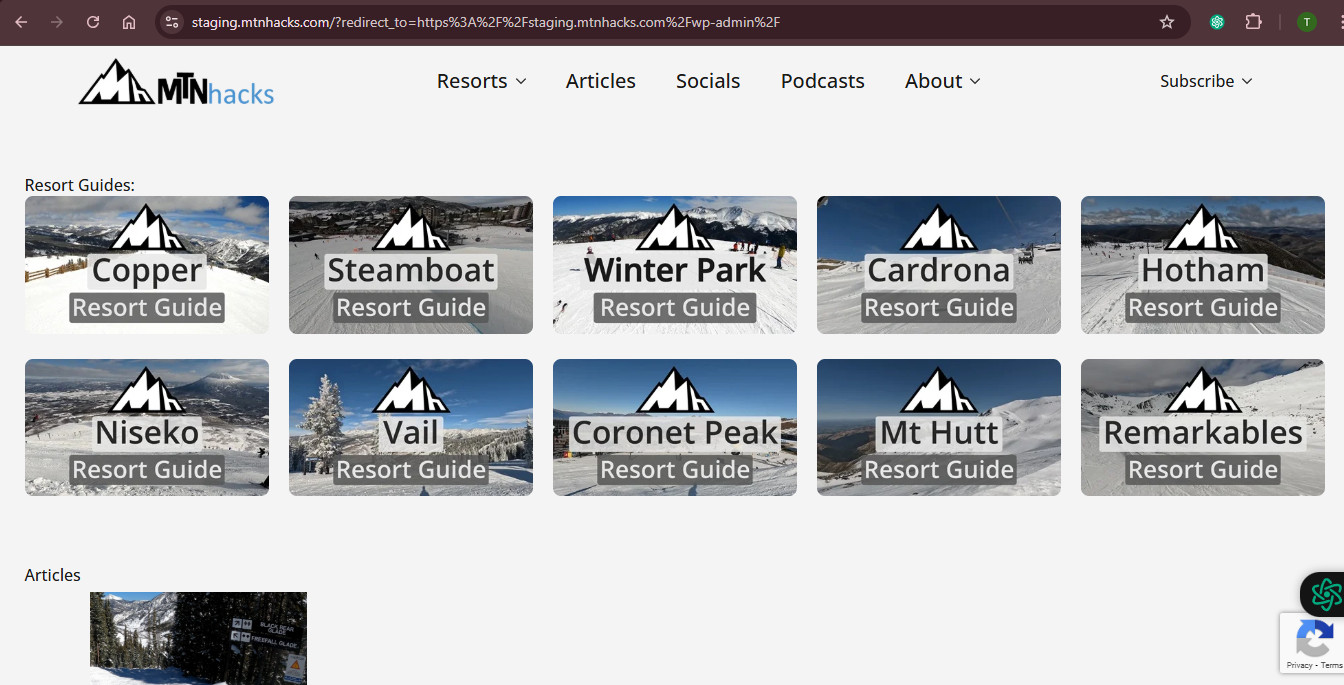 staging.mtnhacks.com/?redirect_to=https%3A%2F%2Fstaging.mtnhacks.com%2Fwp-admin%2F
T
MTNhacks
Resorts
Articles
Socials
Podcasts
About
Subscribe
Resort Guides:
Copper
Resort Guide
Steamboat
Resort Guide
Winter Park
Resort Guide
Cardrona
Resort Guide
Hotham
Resort Guide
Niseko
Resort Guide
Vail
Resort Guide
Coronet Peak
Resort Guide
Mt Hutt
Resort Guide
Remarkables
Resort Guide
Articles
BLACK BEAR
GLADE
FREEFALL GLADE
Privacy - Terms